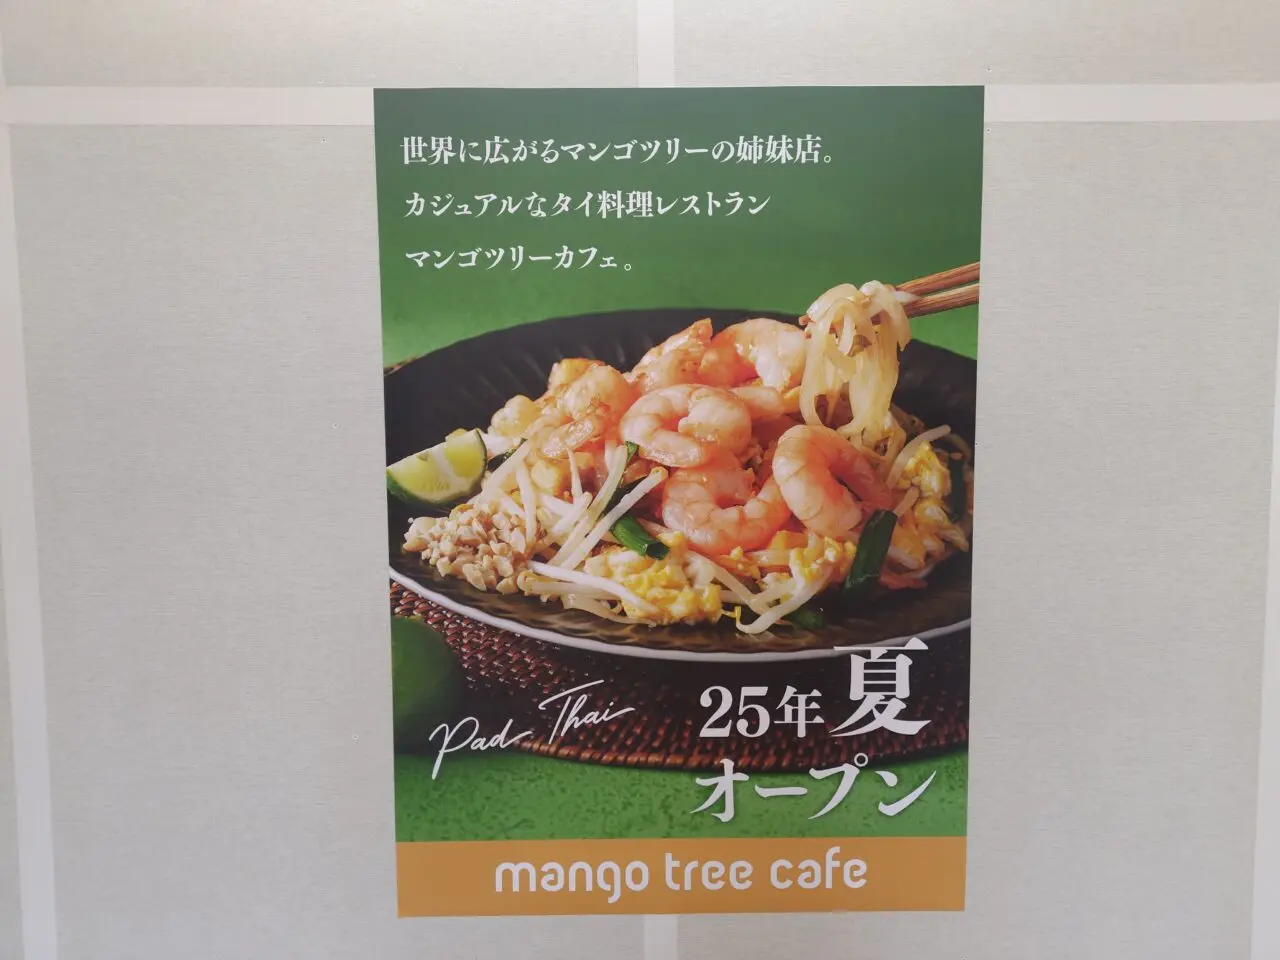 世界に広がるマンゴツリーの姉妹店。
カジュアルなタイ料理レストラン
マンゴツリーカフェ。
Pad Thai
25年夏
オープン
mango tree cafe